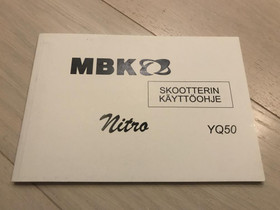 MBK
SKOOTTERIN
KÄYTTÖOHJE
Nitro
YQ50